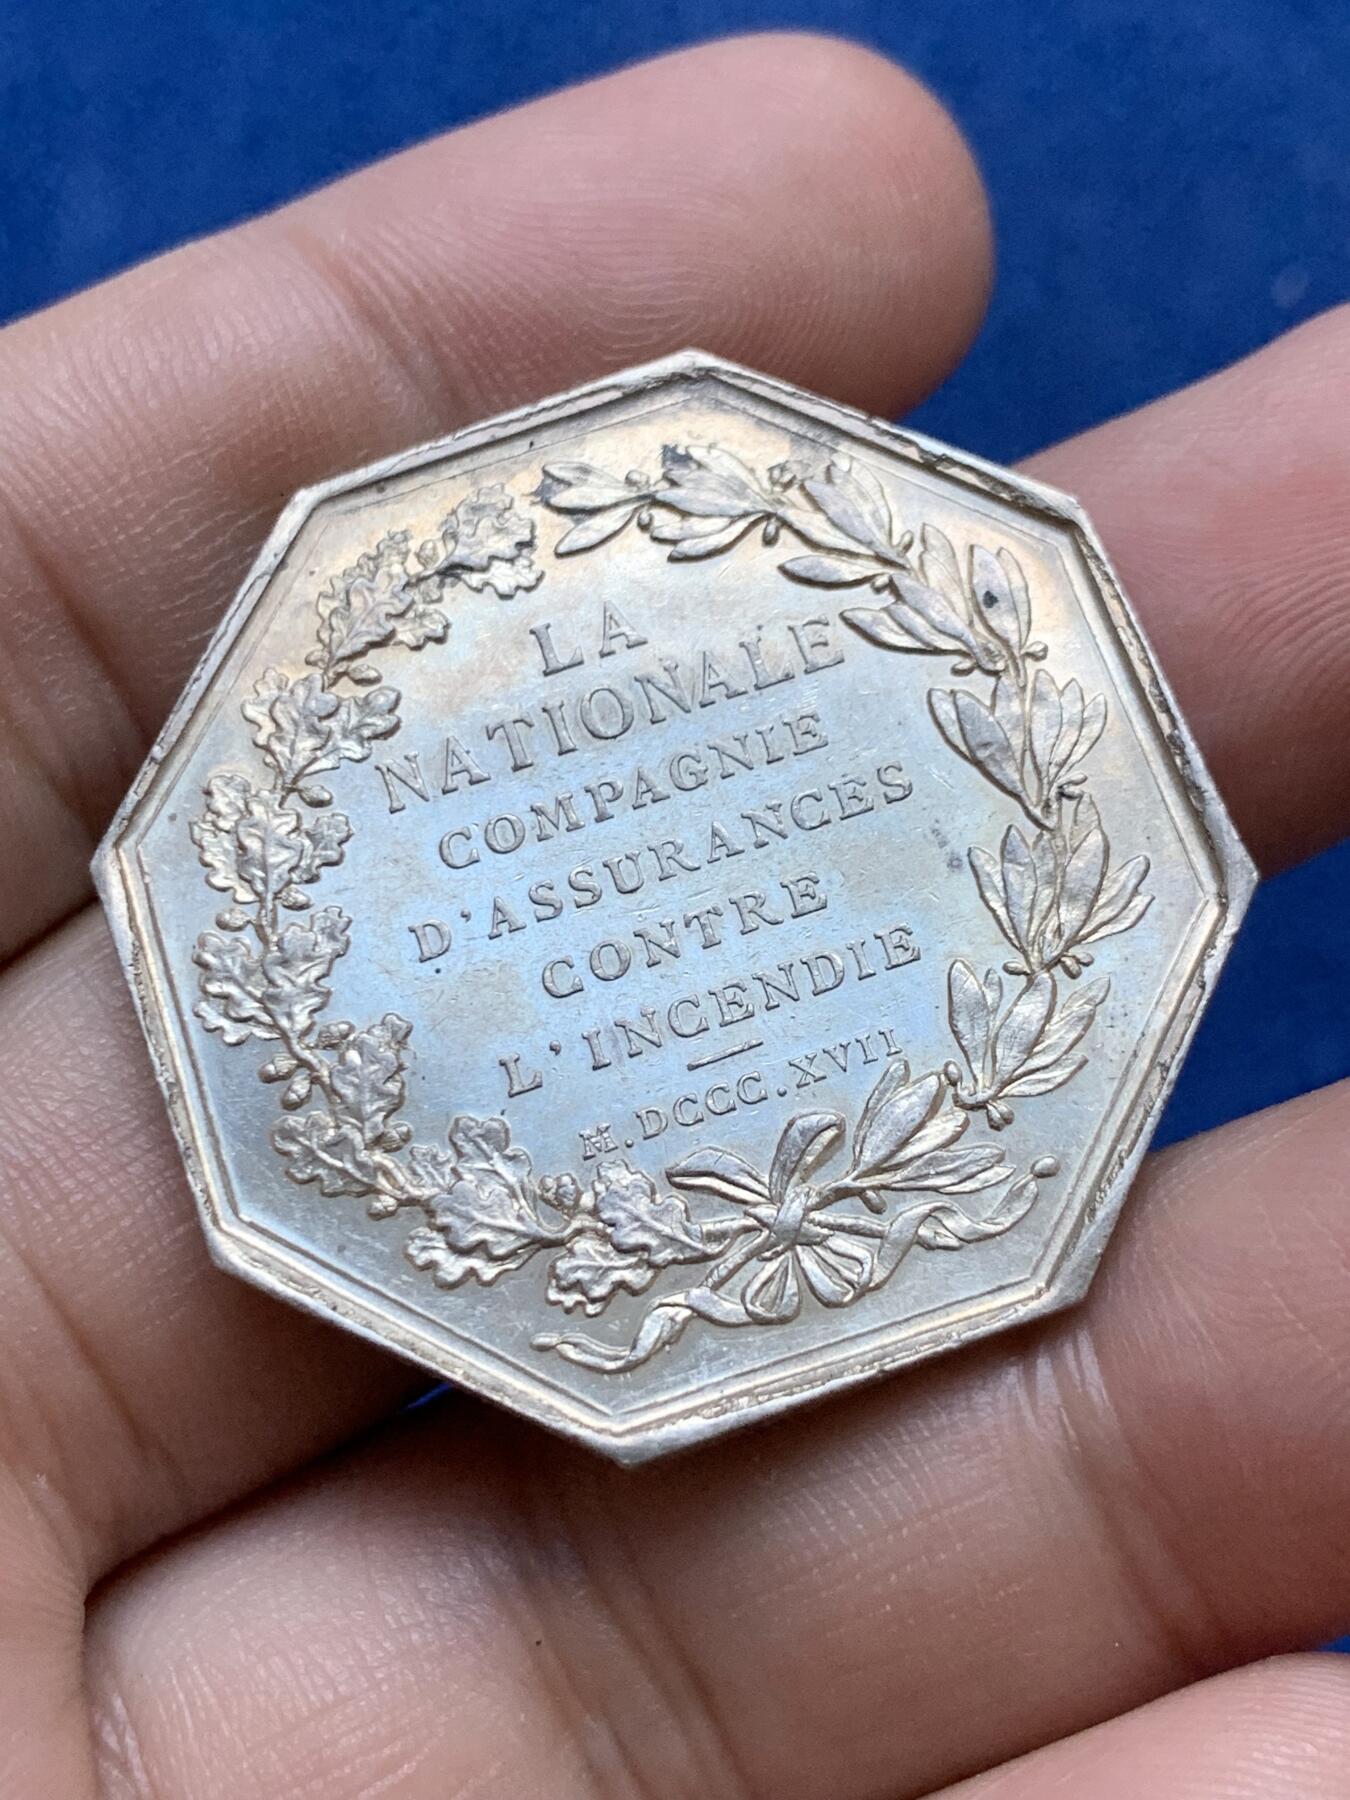 LA
NATIONALE
COMPAGNIE
D'ASSURANCES
CONTRE
L'INCENDIE
M.DCCC.XVII